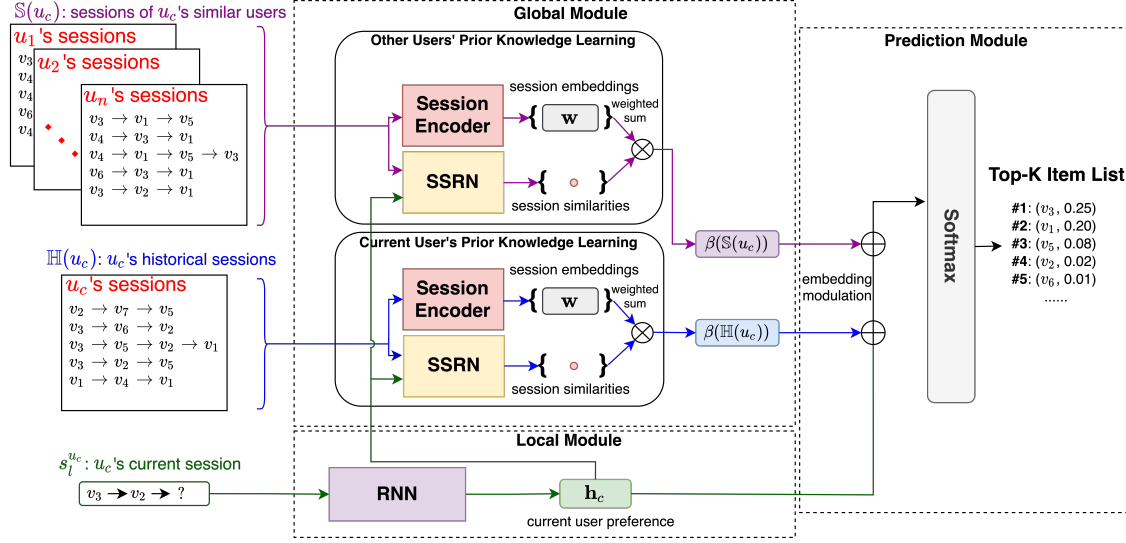 𝕊(u_c): sessions of u_c's similar users
u_1's sessions
v_3
v_4
v_4
v_6
v_4
u_2's sessions
u_n's sessions
v_3 → v_1 → v_5
v_4 → v_3 → v_1
v_4 → v_1 → v_5 → v_3
v_6 → v_3 → v_1
v_3 → v_2 → v_1
ℍ(u_c): u_c's historical sessions
u_c's sessions
v_2 → v_7 → v_5
v_3 → v_6 → v_2
v_3 → v_5 → v_2 → v_1
v_3 → v_2 → v_5
v_1 → v_4 → v_1
s_l^{u_c}: u_c's current session
v_3 → v_2 → ?
Global Module
Other Users' Prior Knowledge Learning
Session
Encoder
SSRN
session embeddings
{ w }
weighted
sum
{ }
session similarities
β(𝕊(u_c))
Current User's Prior Knowledge Learning
Session
Encoder
SSRN
session embeddings
{ w }
weighted
sum
{ }
session similarities
β(ℍ(u_c))
Local Module
RNN
h_c
current user preference
Prediction Module
embedding
modulation
Softmax
Top-K Item List
#1: (v_3, 0.25)
#2: (v_1, 0.20)
#3: (v_5, 0.08)
#4: (v_2, 0.02)
#5: (v_6, 0.01)
......